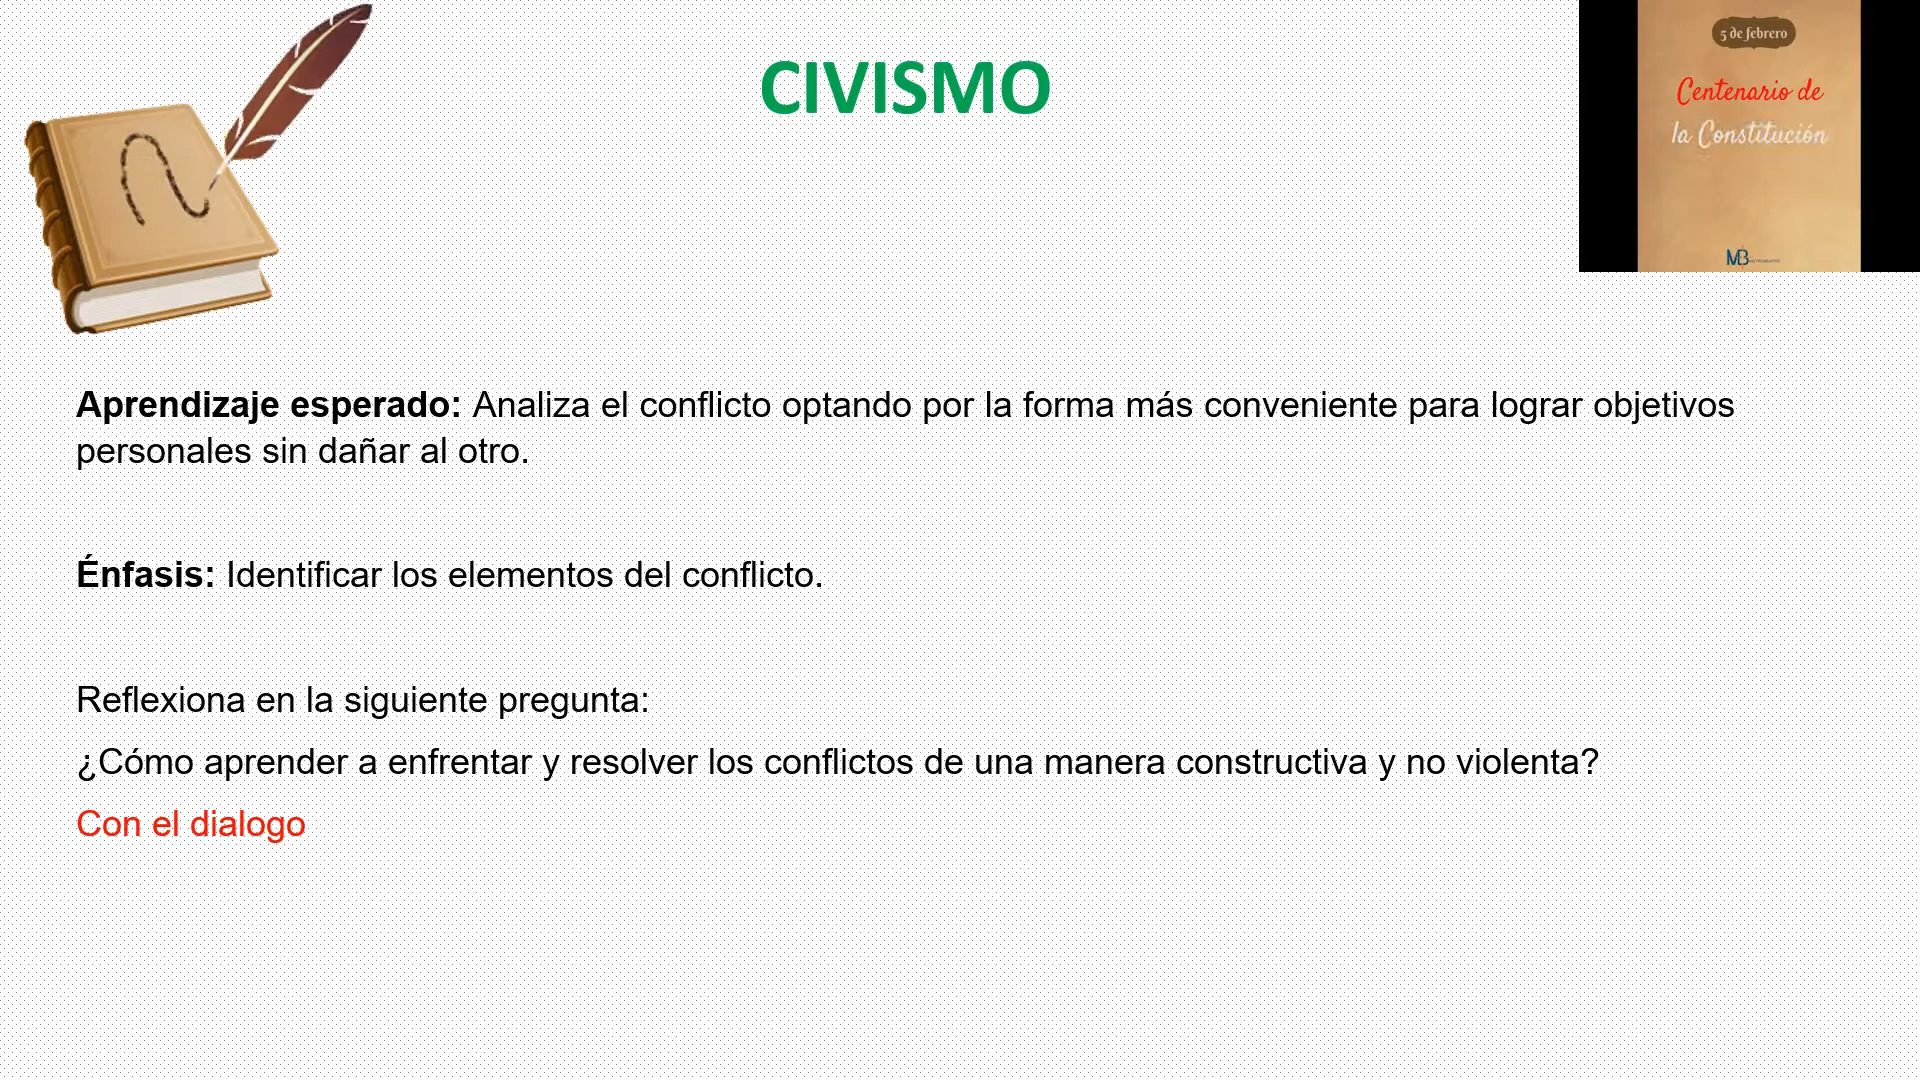 CIVISMO
5 de febrero
Centenario de
la Constitución
MB
Aprendizaje esperado: Analiza el conflicto optando por la forma más conveniente para lograr objetivos
personales sin dañar al otro.
Énfasis: Identificar los elementos del conflicto.
Reflexiona en la siguiente pregunta:
¿Cómo aprender a enfrentar y resolver los conflictos de una manera constructiva y no violenta?
Con el dialogo